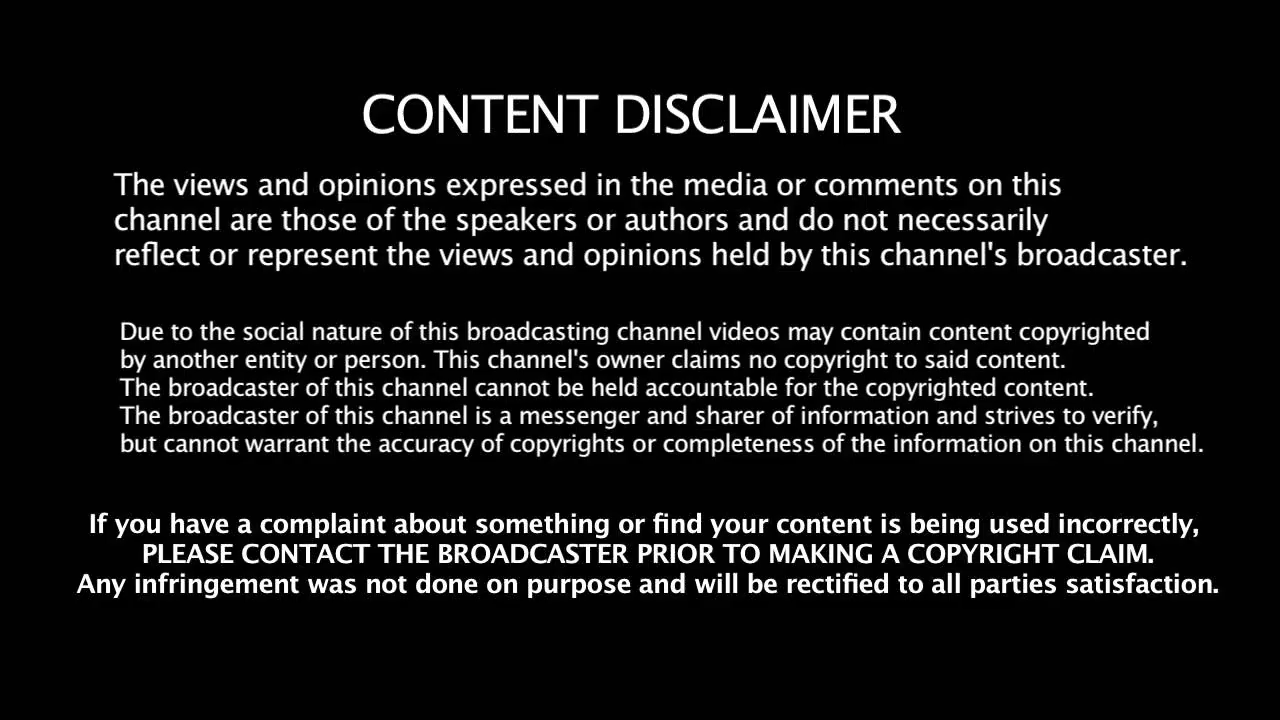 CONTENT DISCLAIMER
The views and opinions expressed in the media or comments on this
channel are those of the speakers or authors and do not necessarily
reflect or represent the views and opinions held by this channel's broadcaster.
Due to the social nature of this broadcasting channel videos may contain content copyrighted
by another entity or person. This channel's owner claims no copyright to said content.
The broadcaster of this channel cannot be held accountable for the copyrighted content.
The broadcaster of this channel is a messenger and sharer of information and strives to verify,
but cannot warrant the accuracy of copyrights or completeness of the information on this channel.
If you have a complaint about something or find your content is being used incorrectly,
PLEASE CONTACT THE BROADCASTER PRIOR TO MAKING A COPYRIGHT CLAIM.
Any infringement was not done on purpose and will be rectified to all parties satisfaction.